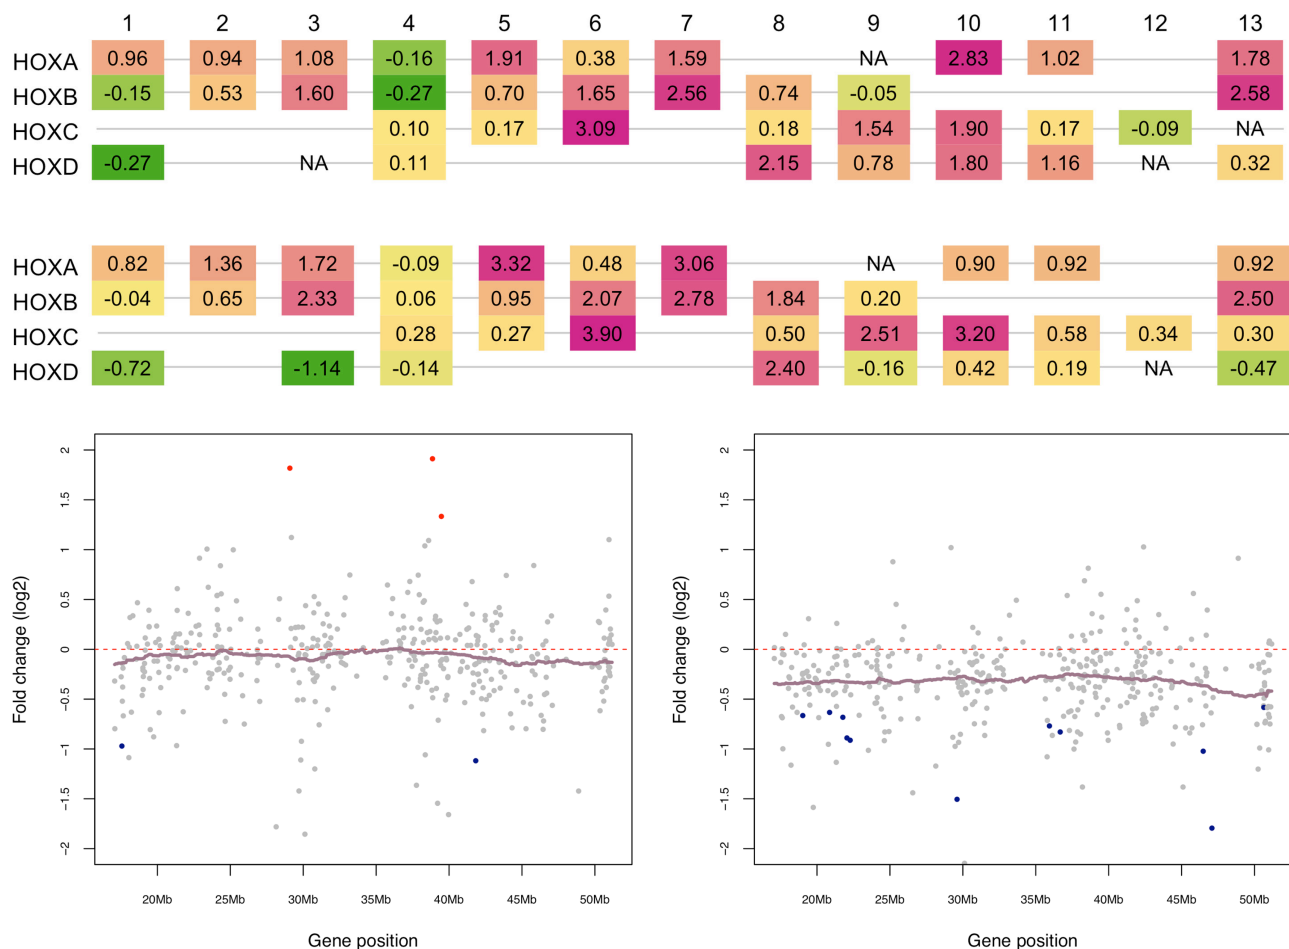 1 2 3 4 5 6 7 8 9 10 11 12 13
HOXA 0.96 0.94 1.08 -0.16 1.91 0.38 1.59 NA 2.83 1.02 1.78
HOXB -0.15 0.53 1.60 -0.27 0.70 1.65 2.56 0.74 -0.05 2.58
HOXC 0.10 0.17 3.09 0.18 1.54 1.90 0.17 -0.09 NA
HOXD -0.27 NA 0.11 2.15 0.78 1.80 1.16 NA 0.32
HOXA 0.82 1.36 1.72 -0.09 3.32 0.48 3.06 NA 0.90 0.92 0.92
HOXB -0.04 0.65 2.33 0.06 0.95 2.07 2.78 1.84 0.20 2.50
HOXC 0.28 0.27 3.90 0.50 2.51 3.20 0.58 0.34 0.30
HOXD -0.72 -1.14 -0.14 2.40 -0.16 0.42 0.19 NA -0.47
Fold change (log2)
2
1.5
1
0.5
0
-0.5
-1
-1.5
-2
20Mb 25Mb 30Mb 35Mb 40Mb 45Mb 50Mb
Gene position
Fold change (log2)
2
1.5
1
0.5
0
-0.5
-1
-1.5
-2
20Mb 25Mb 30Mb 35Mb 40Mb 45Mb 50Mb
Gene position